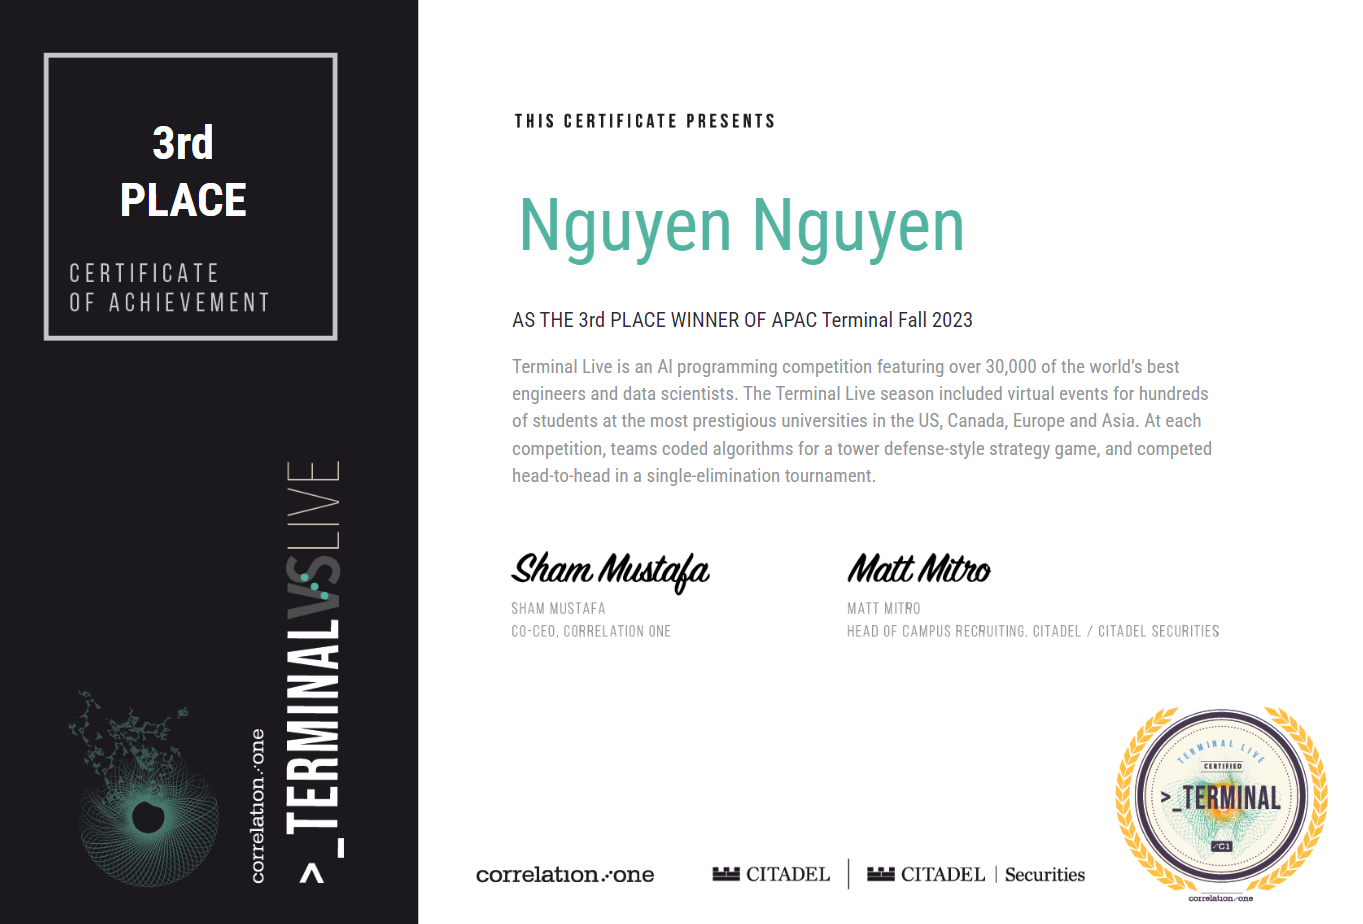 3rd
PLACE
CERTIFICATE
OF ACHIEVEMENT
correlation one
>_TERMINAL VS LIVE
THIS CERTIFICATE PRESENTS
Nguyen Nguyen
AS THE 3rd PLACE WINNER OF APAC Terminal Fall 2023
Terminal Live is an AI programming competition featuring over 30,000 of the world’s best
engineers and data scientists. The Terminal Live season included virtual events for hundreds
of students at the most prestigious universities in the US, Canada, Europe and Asia. At each
competition, teams coded algorithms for a tower defense-style strategy game, and competed
head-to-head in a single-elimination tournament.
Sham Mustafa
SHAM MUSTAFA
CO-CEO, CORRELATION ONE
Matt Mitro
MATT MITRO
HEAD OF CAMPUS RECRUITING, CITADEL / CITADEL SECURITIES
correlation one
CITADEL | CITADEL | Securities
TERMINAL LIVE
CERTIFIED
>_TERMINAL
C1
correlation one